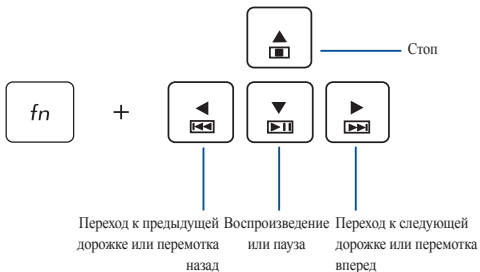 Стоп
fn +
Переход к предыдущей
дорожке или перемотка
назад
Воспроизведение
или пауза
Переход к следующей
дорожке или перемотка
вперед